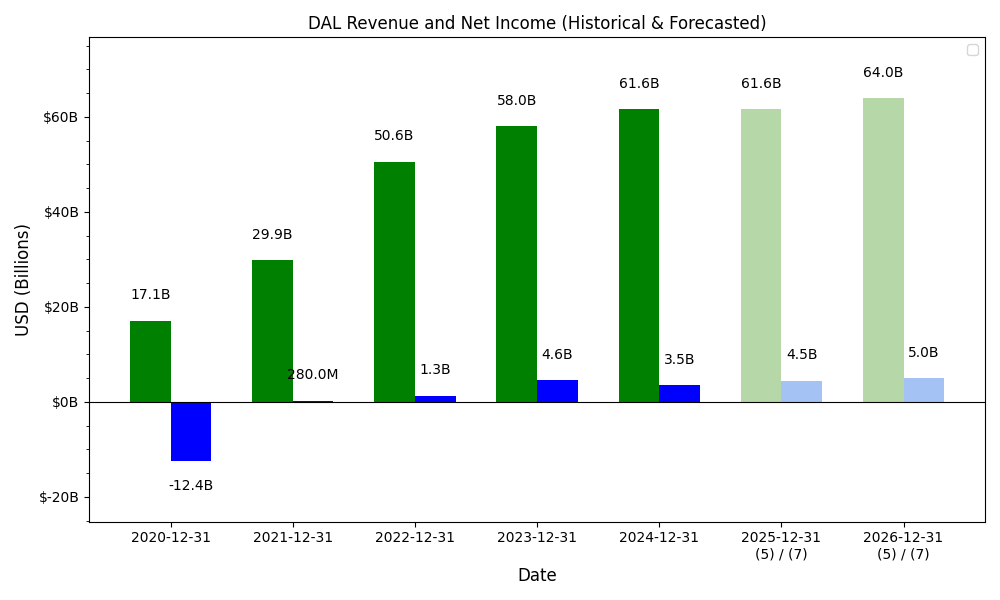 DAL Revenue and Net Income (Historical & Forecasted)
USD (Billions)
$60B
$40B
$20B
$0B
$-20B
17.1B
-12.4B
29.9B
280.0M
50.6B
1.3B
58.0B
4.6B
61.6B
3.5B
61.6B
4.5B
64.0B
5.0B
2020-12-31
2021-12-31
2022-12-31
2023-12-31
2024-12-31
2025-12-31
(5) / (7)
2026-12-31
(5) / (7)
Date